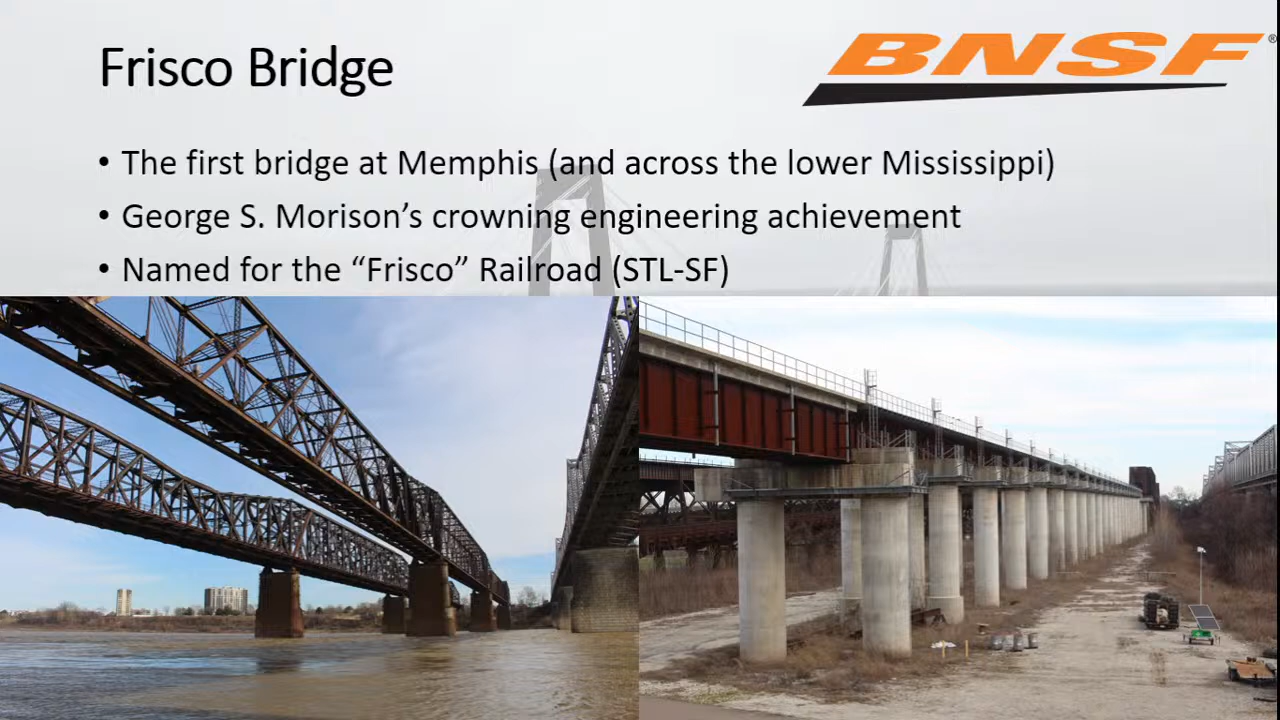 Frisco Bridge
BNSF®
• The first bridge at Memphis (and across the lower Mississippi)
• George S. Morison’s crowning engineering achievement
• Named for the “Frisco” Railroad (STL-SF)